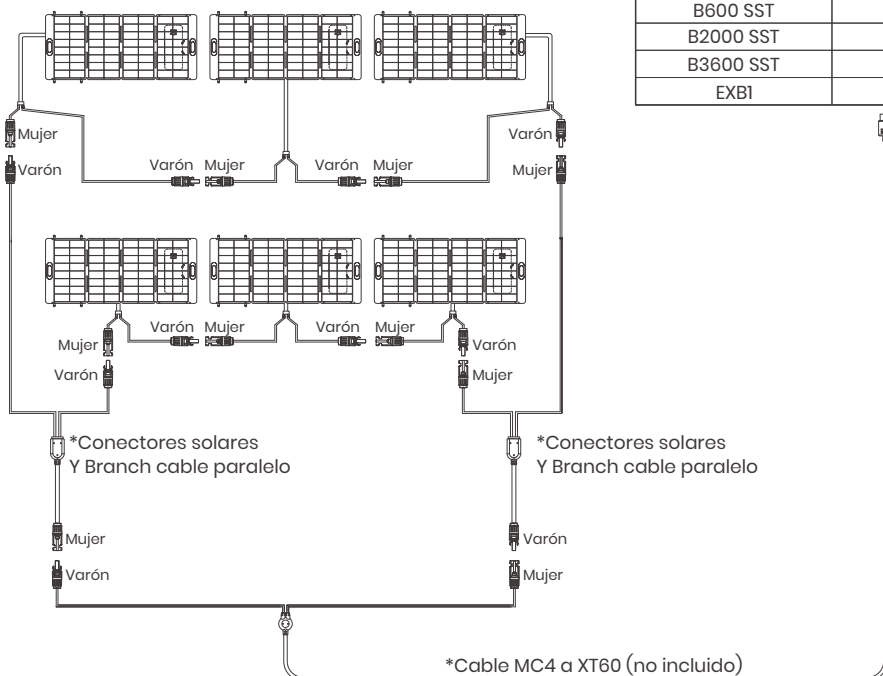 B600 SST
B2000 SST
B3600 SST
EXB1
Mujer
Varón
Varón Mujer
Varón Mujer
Varón
Mujer
Varón Mujer
Varón Mujer
Mujer
Varón
Varón
Mujer
*Conectores solares
Y Branch cable paralelo
*Conectores solares
Y Branch cable paralelo
Mujer
Varón
Varón
Mujer
*Cable MC4 a XT60 (no incluido)